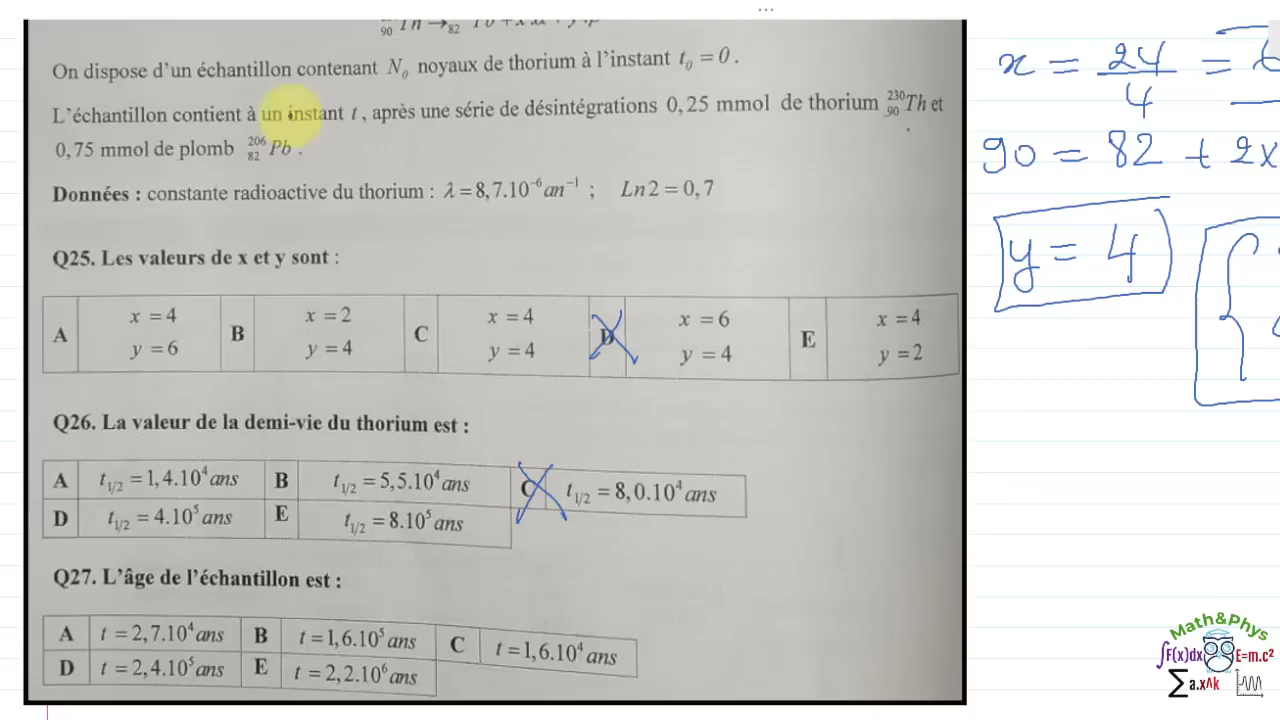 On dispose d'un échantillon contenant N₀ noyaux de thorium à l'instant t₀ = 0 .
L'échantillon contient à un instant t, après une série de désintégrations 0,25 mmol de thorium ²³⁰₉₀Th et
0,75 mmol de plomb ²⁰⁶₈₂Pb .
Données : constante radioactive du thorium : λ = 8,7.10⁻⁶ an⁻¹ ; Ln2 = 0,7
Q25. Les valeurs de x et y sont :
A x = 4 y = 6 B x = 2 y = 4 C x = 4 y = 4 D x = 6 y = 4 E x = 4 y = 2
Q26. La valeur de la demi-vie du thorium est :
A t₁/₂ = 1,4.10⁴ ans B t₁/₂ = 5,5.10⁴ ans C t₁/₂ = 8,0.10⁴ ans
D t₁/₂ = 4.10⁵ ans E t₁/₂ = 8.10⁵ ans
Q27. L'âge de l'échantillon est :
A t = 2,7.10⁴ ans B t = 1,6.10⁵ ans C t = 1,6.10⁴ ans
D t = 2,4.10⁵ ans E t = 2,2.10⁶ ans
x = 24/4 =
90 = 82 + 2x
y = 4
Math&Phys
∫F(x)dx E=m.c²
∑ a.x∧k